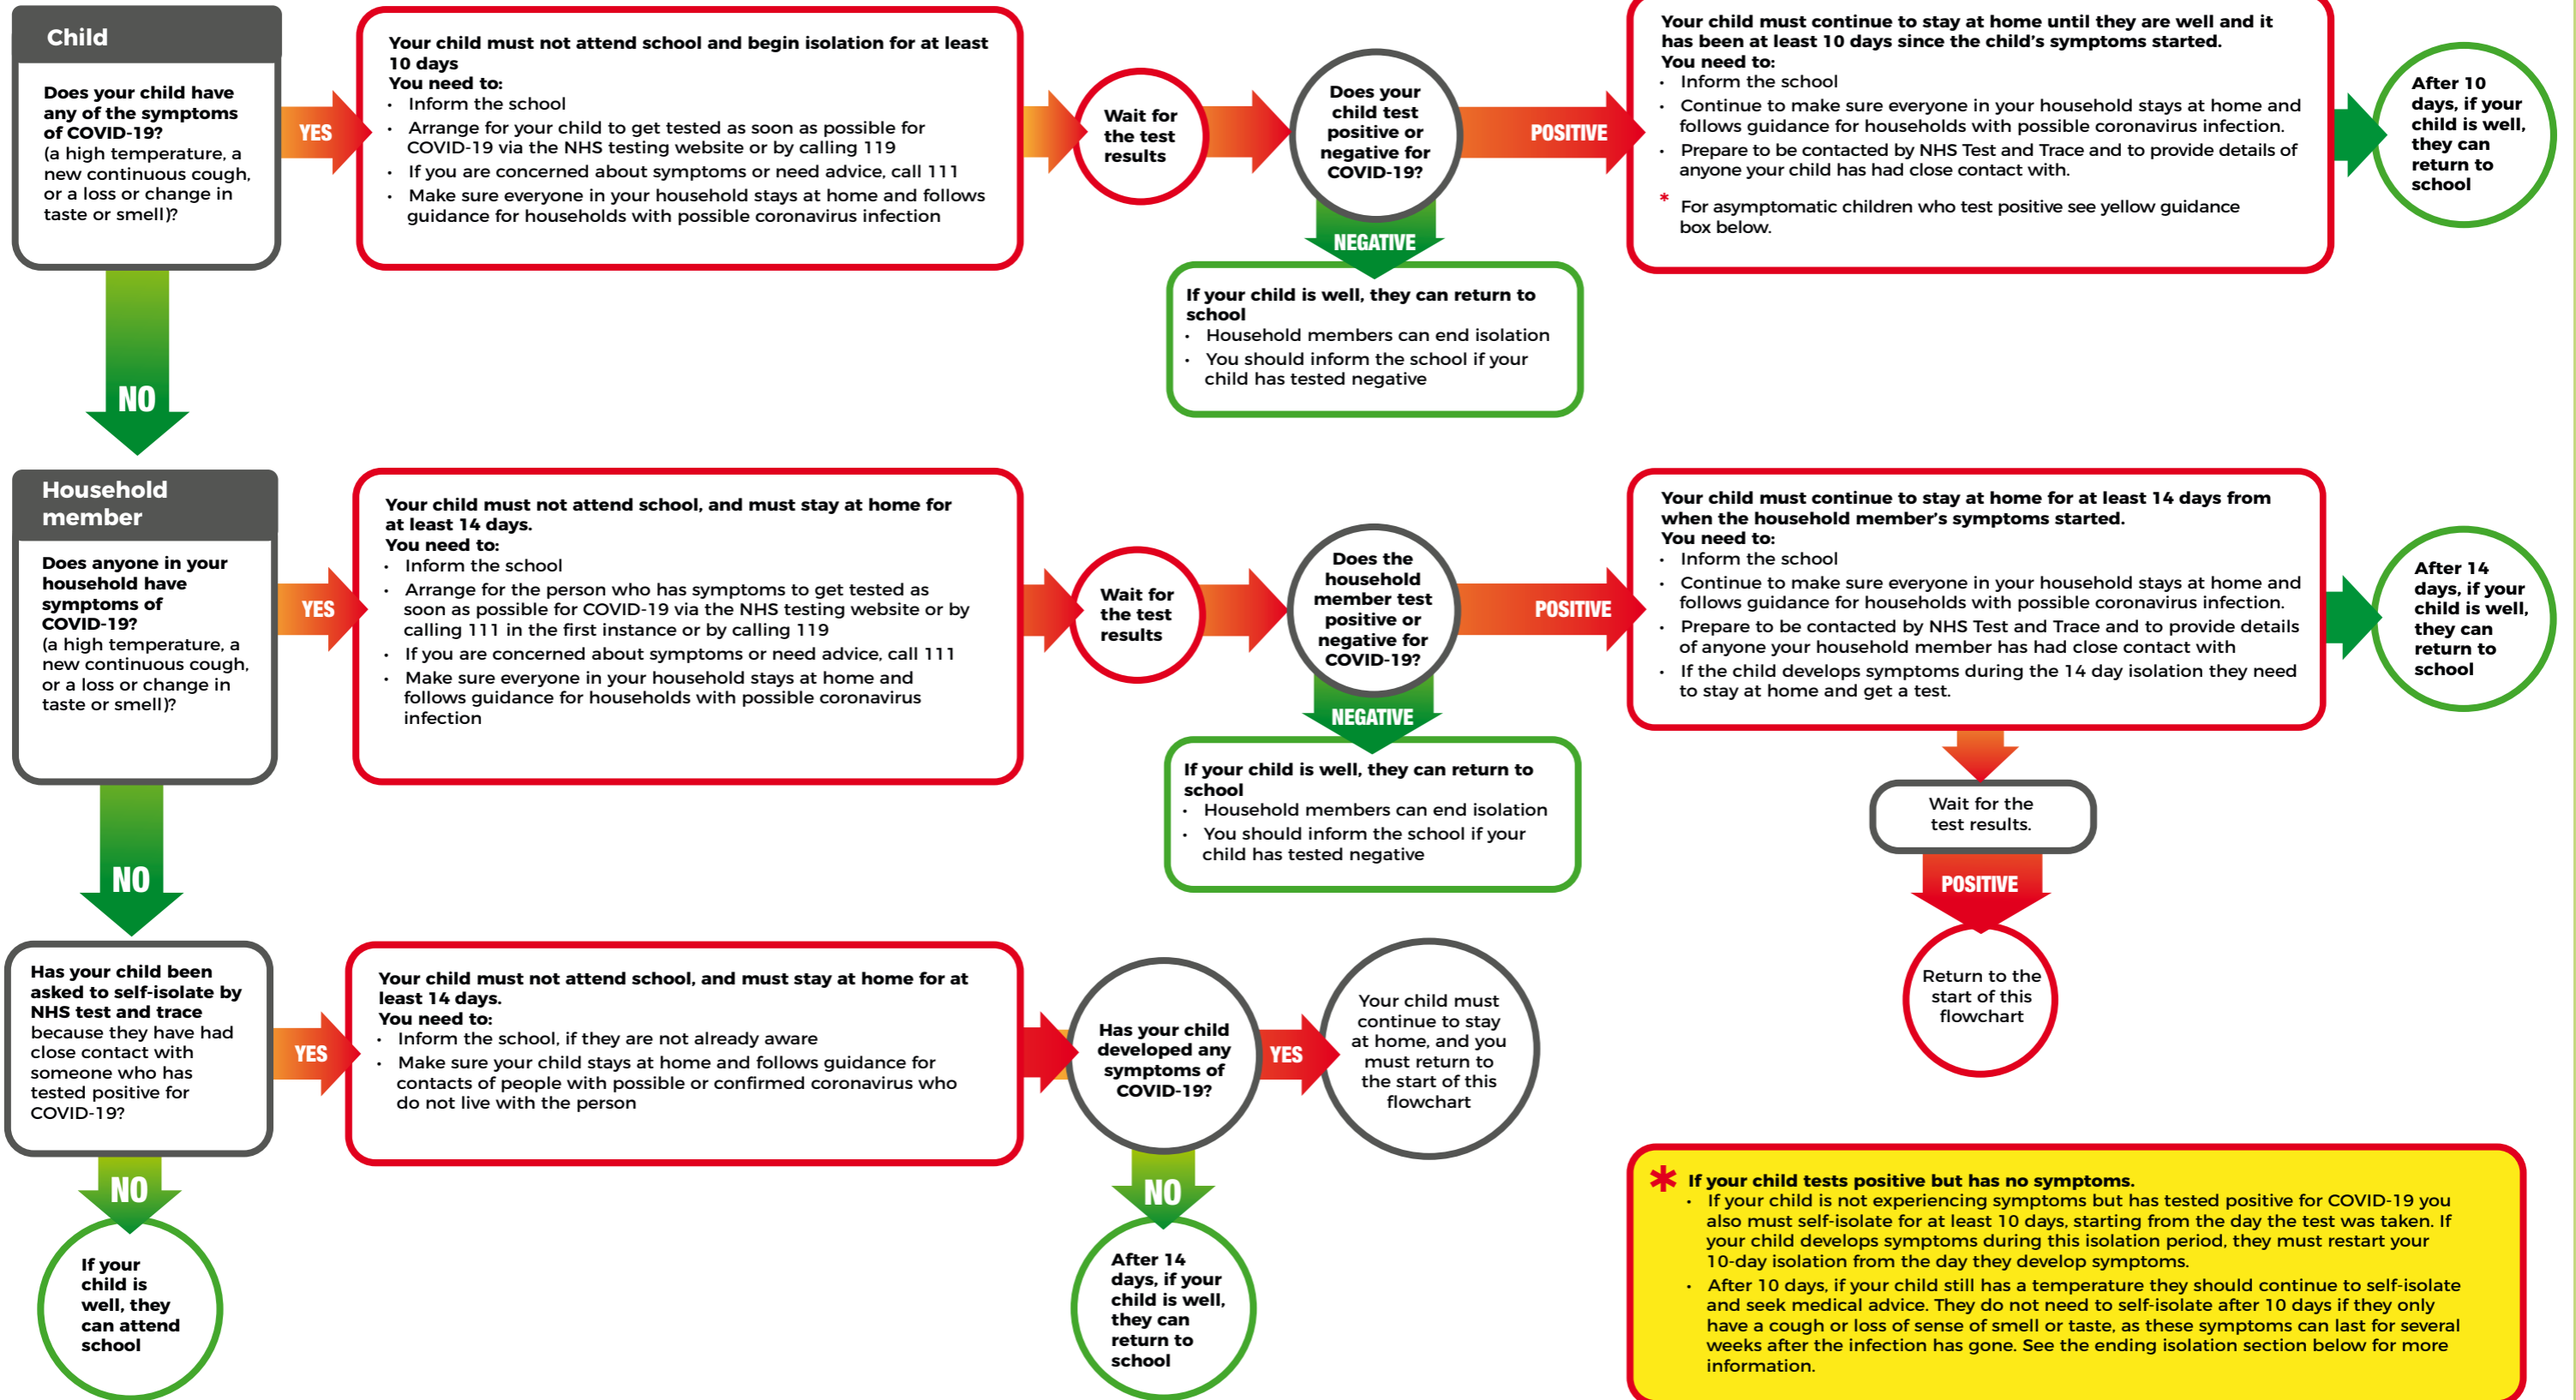 Child
Does your child have
any of the symptoms
of COVID-19?
(a high temperature, a
new continuous cough,
or a loss or change in
taste or smell)?
YES
Your child must not attend school and begin isolation for at least
10 days
You need to:
• Inform the school
• Arrange for your child to get tested as soon as possible for
COVID-19 via the NHS testing website or by calling 119
• If you are concerned about symptoms or need advice, call 111
• Make sure everyone in your household stays at home and follows
guidance for households with possible coronavirus infection
Wait for
the test
results
Does your
child test
positive or
negative for
COVID-19?
POSITIVE
Your child must continue to stay at home until they are well and it
has been at least 10 days since the child's symptoms started.
You need to:
• Inform the school
• Continue to make sure everyone in your household stays at home and
follows guidance for households with possible coronavirus infection.
• Prepare to be contacted by NHS Test and Trace and to provide details of
anyone your child has had close contact with.
* For asymptomatic children who test positive see yellow guidance
box below.
After 10
days, if your
child is well,
they can
return to
school
NEGATIVE
If your child is well, they can return to
school
• Household members can end isolation
• You should inform the school if your
child has tested negative
NO
Household
member
Does anyone in your
household have
symptoms of
COVID-19?
(a high temperature, a
new continuous cough,
or a loss or change in
taste or smell)?
YES
Your child must not attend school, and must stay at home for
at least 14 days.
You need to:
• Inform the school
• Arrange for the person who has symptoms to get tested as
soon as possible for COVID-19 via the NHS testing website or by
calling 111 in the first instance or by calling 119
• If you are concerned about symptoms or need advice, call 111
• Make sure everyone in your household stays at home and
follows guidance for households with possible coronavirus
infection
Wait for
the test
results
Does the
household
member test
positive or
negative for
COVID-19?
POSITIVE
Your child must continue to stay at home for at least 14 days from
when the household member's symptoms started.
You need to:
• Inform the school
• Continue to make sure everyone in your household stays at home and
follows guidance for households with possible coronavirus infection.
• Prepare to be contacted by NHS Test and Trace and to provide details
of anyone your household member has had close contact with
• If the child develops symptoms during the 14 day isolation they need
to stay at home and get a test.
After 14
days, if your
child is well,
they can
return to
school
NEGATIVE
If your child is well, they can return to
school
• Household members can end isolation
• You should inform the school if your
child has tested negative
Wait for the
test results.
POSITIVE
Return to the
start of this
flowchart
NO
Has your child been
asked to self-isolate by
NHS test and trace
because they have had
close contact with
someone who has
tested positive for
COVID-19?
YES
Your child must not attend school, and must stay at home for at
least 14 days.
You need to:
• Inform the school, if they are not already aware
• Make sure your child stays at home and follows guidance for
contacts of people with possible or confirmed coronavirus who
do not live with the person
Has your child
developed any
symptoms of
COVID-19?
YES
Your child must
continue to stay
at home, and you
must return to
the start of this
flowchart
NO
If your
child is
well, they
can attend
school
NO
After 14
days, if your
child is well,
they can
return to
school
* If your child tests positive but has no symptoms.
• If your child is not experiencing symptoms but has tested positive for COVID-19 you
also must self-isolate for at least 10 days, starting from the day the test was taken. If
your child develops symptoms during this isolation period, they must restart your
10-day isolation from the day they develop symptoms.
• After 10 days, if your child still has a temperature they should continue to self-isolate
and seek medical advice. They do not need to self-isolate after 10 days if they only
have a cough or loss of sense of smell or taste, as these symptoms can last for several
weeks after the infection has gone. See the ending isolation section below for more
information.